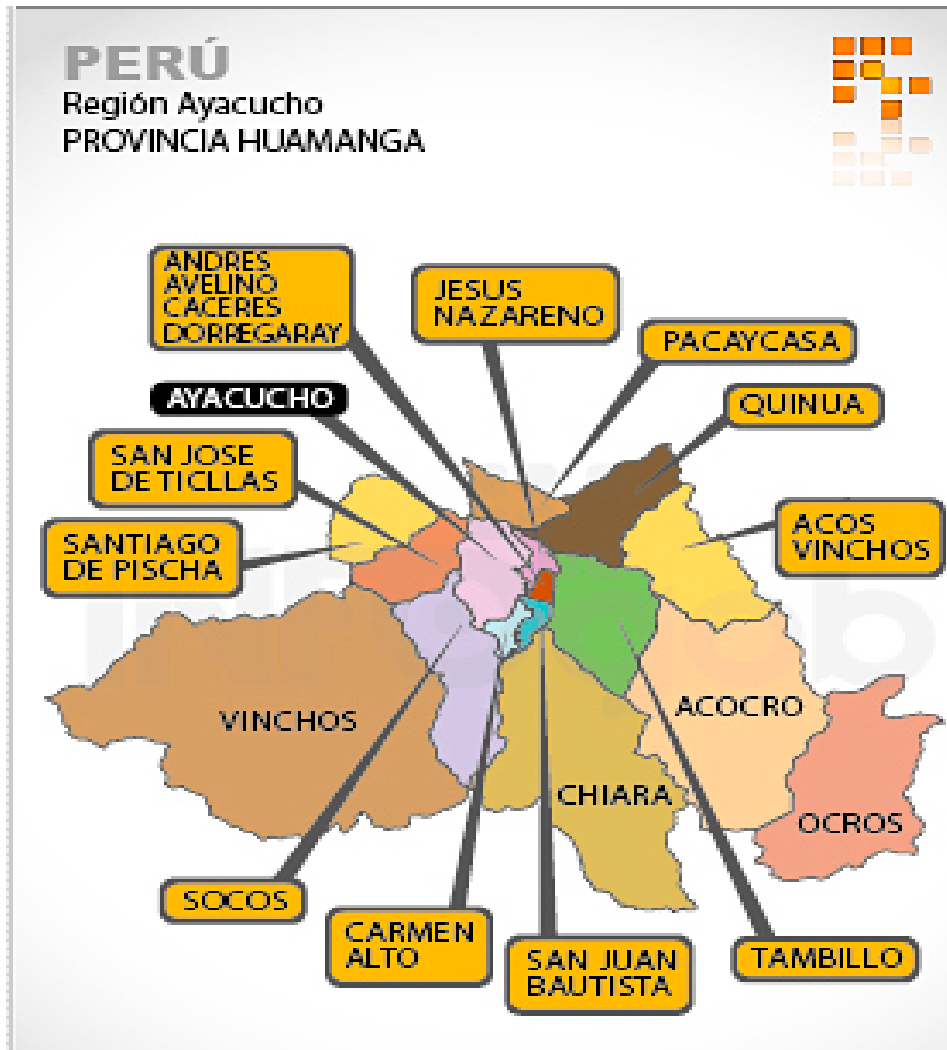 PERÚ
Región Ayacucho
PROVINCIA HUAMANGA
ANDRES
AVELINO
CACERES
DORREGARAY
JESUS
NAZARENO
PACAYCASA
AYACUCHO
QUINUA
SAN JOSE
DE TICLLAS
ACOS
VINCHOS
SANTIAGO
DE PISCHA
VINCHOS
ACOCRO
CHIARA
OCROS
SOCOS
CARMEN
ALTO
SAN JUAN
BAUTISTA
TAMBILLO